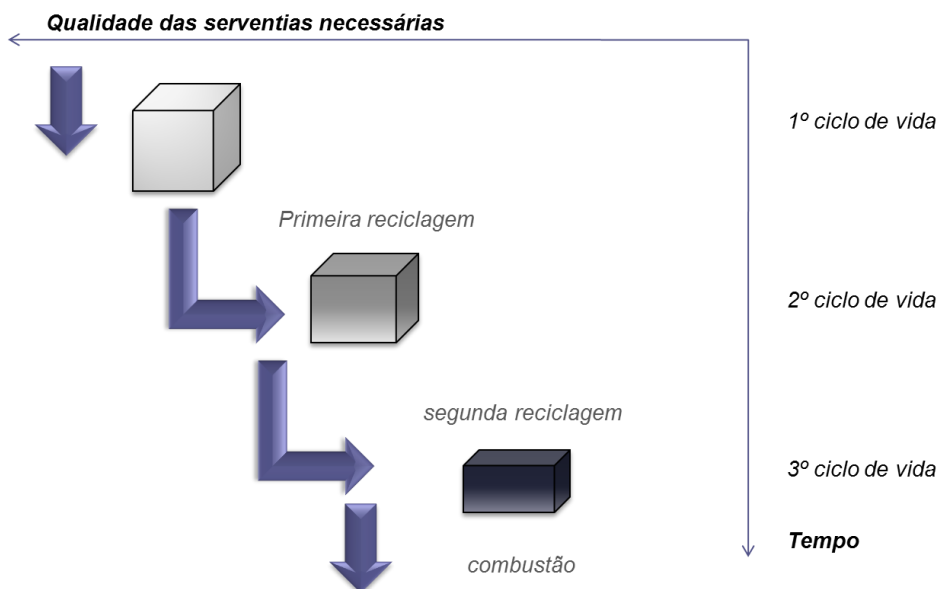 Qualidade das serventias necessárias
1º ciclo de vida
Primeira reciclagem
2º ciclo de vida
segunda reciclagem
3º ciclo de vida
Tempo
combustão